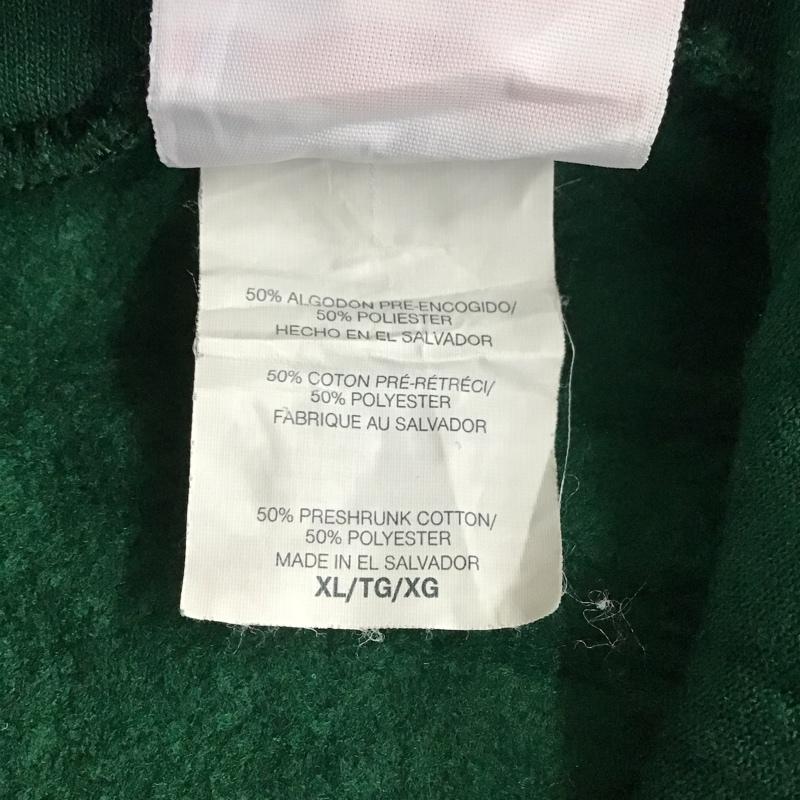 50% ALGODON PRE-ENCOGIDO/
50% POLIESTER
HECHO EN EL SALVADOR
50% COTON PRÉ-RÉTRÉCI/
50% POLYESTER
FABRIQUE AU SALVADOR
50% PRESHRUNK COTTON/
50% POLYESTER
MADE IN EL SALVADOR
XL/TG/XG